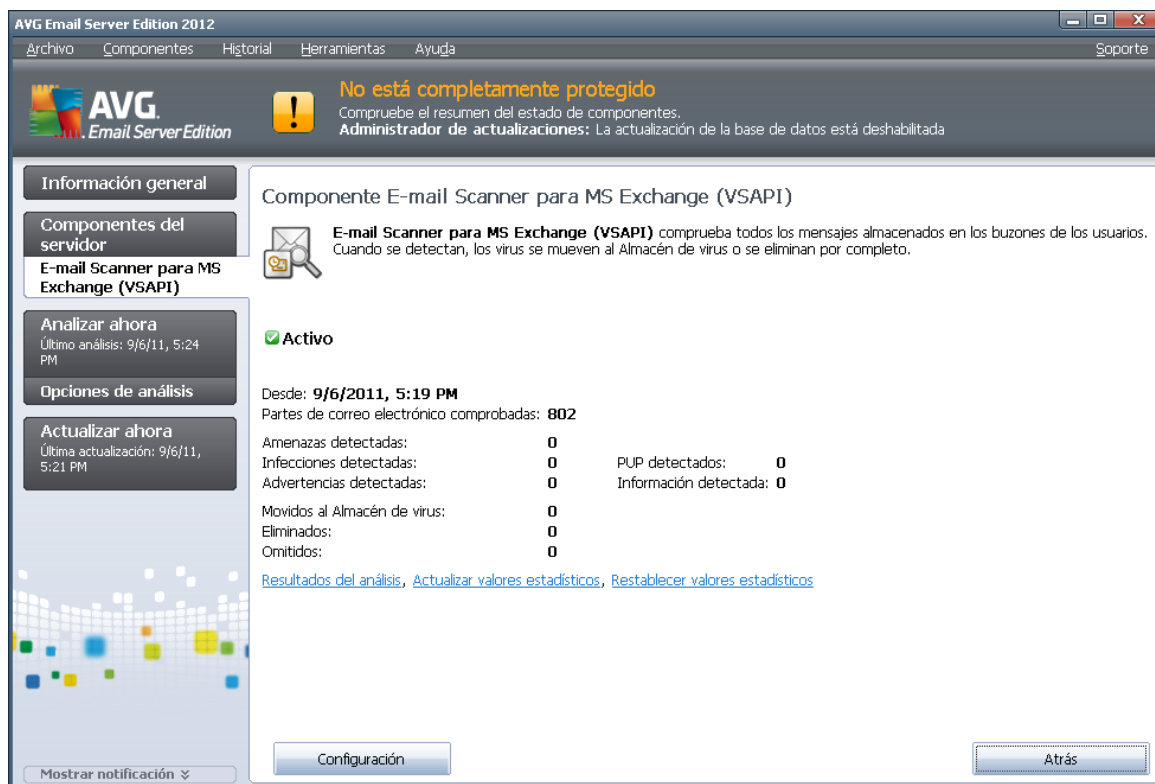 AVG Email Server Edition 2012
Archivo Componentes Historial Herramientas Ayuda Soporte
AVG.
Email Server Edition
No está completamente protegido
Compruebe el resumen del estado de componentes.
Administrador de actualizaciones: La actualización de la base de datos está deshabilitada
Información general
Componentes del
servidor
E-mail Scanner para MS
Exchange (VSAPI)
Analizar ahora
Último análisis: 9/6/11, 5:24
PM
Opciones de análisis
Actualizar ahora
Última actualización: 9/6/11,
5:21 PM
Mostrar notificación
Componente E-mail Scanner para MS Exchange (VSAPI)
E-mail Scanner para MS Exchange (VSAPI) comprueba todos los mensajes almacenados en los buzones de los usuarios.
Cuando se detectan, los virus se mueven al Almacén de virus o se eliminan por completo.
Activo
Desde: 9/6/2011, 5:19 PM
Partes de correo electrónico comprobadas: 802
Amenazas detectadas: 0
Infecciones detectadas: 0 PUP detectados: 0
Advertencias detectadas: 0 Información detectada: 0
Movidos al Almacén de virus: 0
Eliminados: 0
Omitidos: 0
Resultados del análisis, Actualizar valores estadísticos, Restablecer valores estadísticos
Configuración Atrás